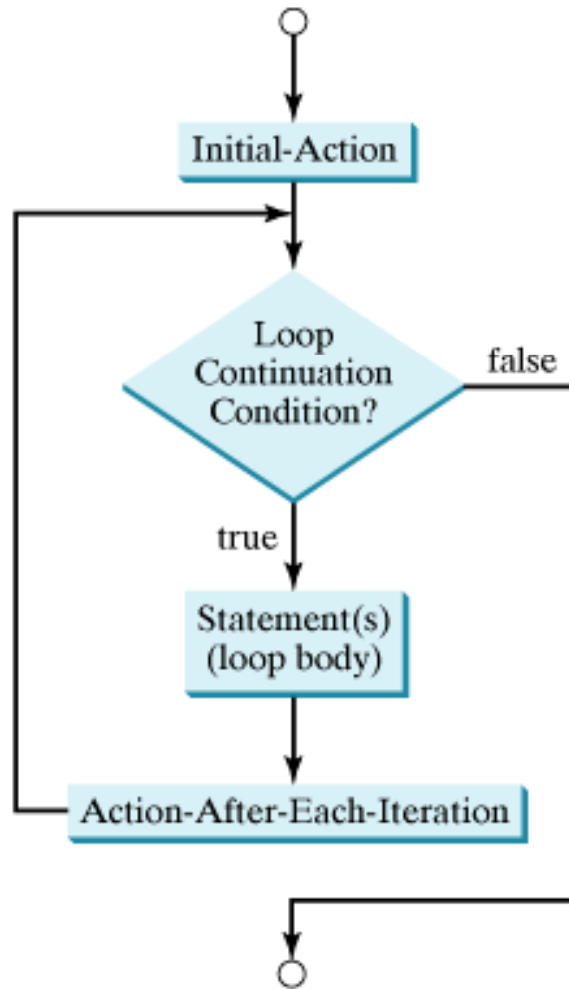 Initial-Action
Loop
Continuation
Condition?
false
true
Statement(s)
(loop body)
Action-After-Each-Iteration